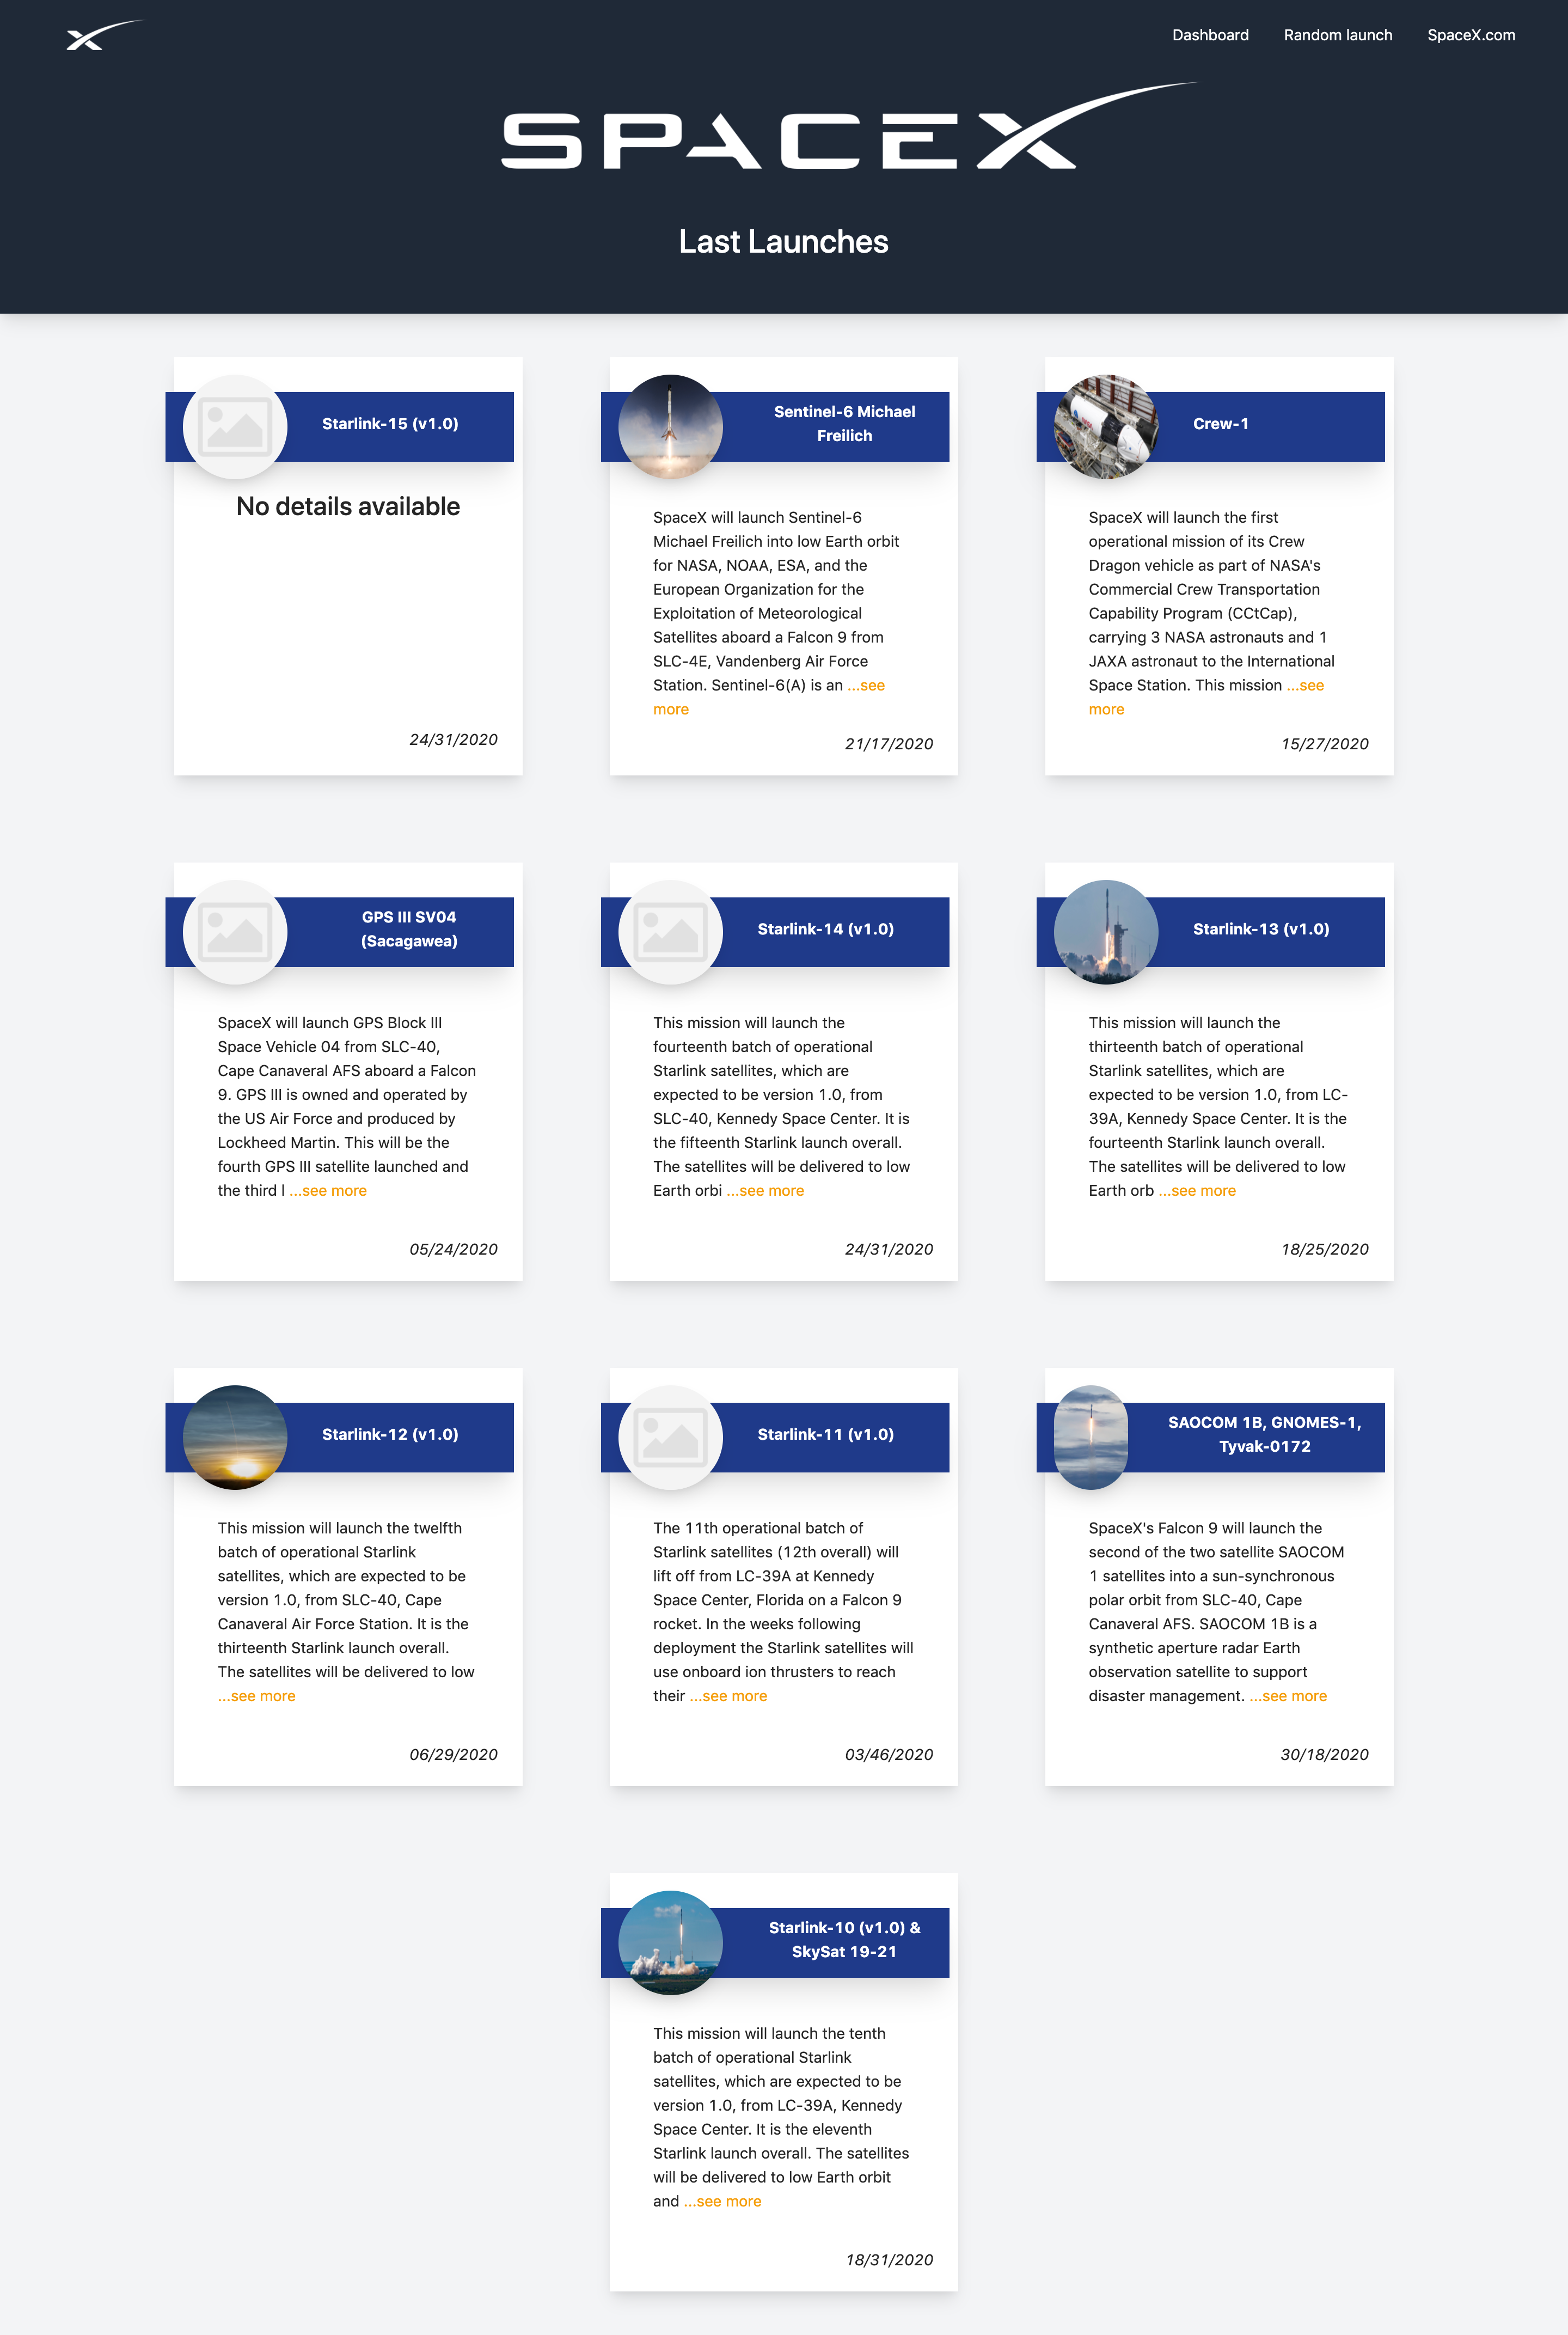 Dashboard Random launch SpaceX.com
SPACEX
Last Launches
Starlink-15 (v1.0)
No details available
24/31/2020
Sentinel-6 Michael
Freilich
SpaceX will launch Sentinel-6
Michael Freilich into low Earth orbit
for NASA, NOAA, ESA, and the
European Organization for the
Exploitation of Meteorological
Satellites aboard a Falcon 9 from
SLC-4E, Vandenberg Air Force
Station. Sentinel-6(A) is an ...see
more
21/17/2020
Crew-1
SpaceX will launch the first
operational mission of its Crew
Dragon vehicle as part of NASA's
Commercial Crew Transportation
Capability Program (CCtCap),
carrying 3 NASA astronauts and 1
JAXA astronaut to the International
Space Station. This mission ...see
more
15/27/2020
GPS III SV04
(Sacagawea)
SpaceX will launch GPS Block III
Space Vehicle 04 from SLC-40,
Cape Canaveral AFS aboard a Falcon
9. GPS III is owned and operated by
the US Air Force and produced by
Lockheed Martin. This will be the
fourth GPS III satellite launched and
the third l ...see more
05/24/2020
Starlink-14 (v1.0)
This mission will launch the
fourteenth batch of operational
Starlink satellites, which are
expected to be version 1.0, from
SLC-40, Kennedy Space Center. It is
the fifteenth Starlink launch overall.
The satellites will be delivered to low
Earth orbi ...see more
24/31/2020
Starlink-13 (v1.0)
This mission will launch the
thirteenth batch of operational
Starlink satellites, which are
expected to be version 1.0, from LC-
39A, Kennedy Space Center. It is the
fourteenth Starlink launch overall.
The satellites will be delivered to low
Earth orb ...see more
18/25/2020
Starlink-12 (v1.0)
This mission will launch the twelfth
batch of operational Starlink
satellites, which are expected to be
version 1.0, from SLC-40, Cape
Canaveral Air Force Station. It is the
thirteenth Starlink launch overall.
The satellites will be delivered to low
...see more
06/29/2020
Starlink-11 (v1.0)
The 11th operational batch of
Starlink satellites (12th overall) will
lift off from LC-39A at Kennedy
Space Center, Florida on a Falcon 9
rocket. In the weeks following
deployment the Starlink satellites will
use onboard ion thrusters to reach
their ...see more
03/46/2020
SAOCOM 1B, GNOMES-1,
Tyvak-0172
SpaceX's Falcon 9 will launch the
second of the two satellite SAOCOM
1 satellites into a sun-synchronous
polar orbit from SLC-40, Cape
Canaveral AFS. SAOCOM 1B is a
synthetic aperture radar Earth
observation satellite to support
disaster management. ...see more
30/18/2020
Starlink-10 (v1.0) &
SkySat 19-21
This mission will launch the tenth
batch of operational Starlink
satellites, which are expected to be
version 1.0, from LC-39A, Kennedy
Space Center. It is the eleventh
Starlink launch overall. The satellites
will be delivered to low Earth orbit
and ...see more
18/31/2020